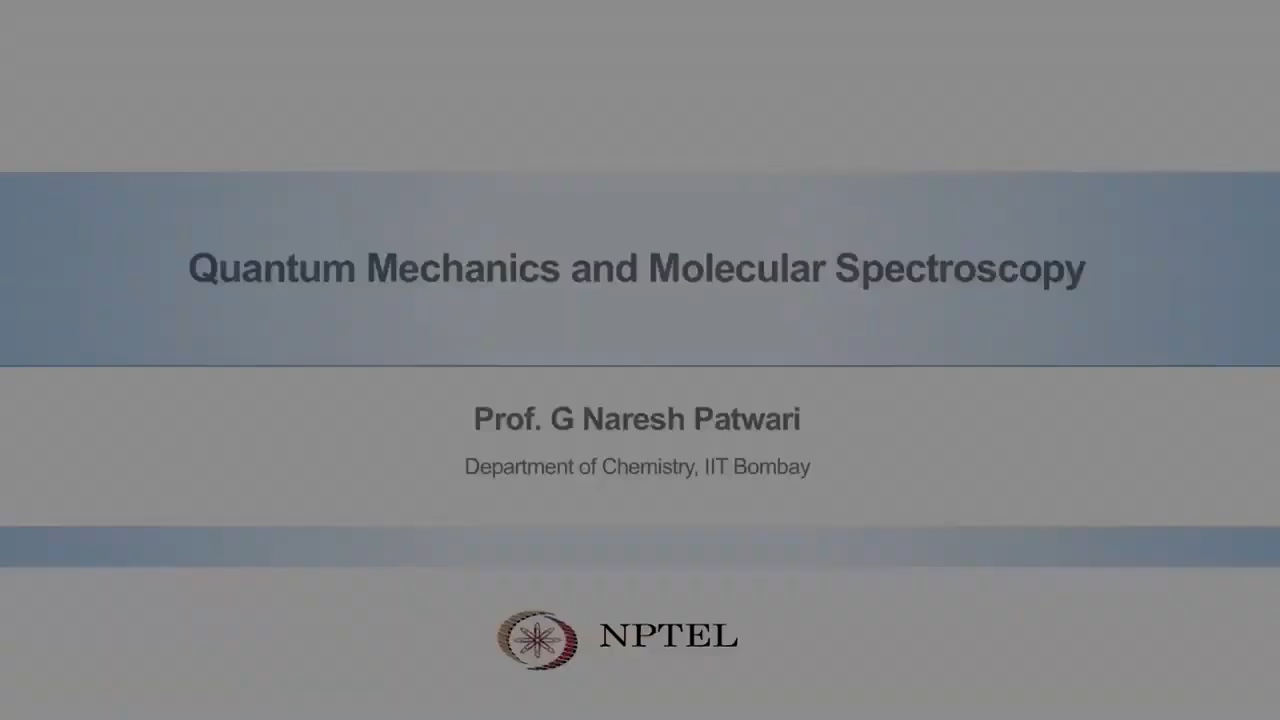 Quantum Mechanics and Molecular Spectroscopy
Prof. G Naresh Patwari
Department of Chemistry, IIT Bombay
NPTEL